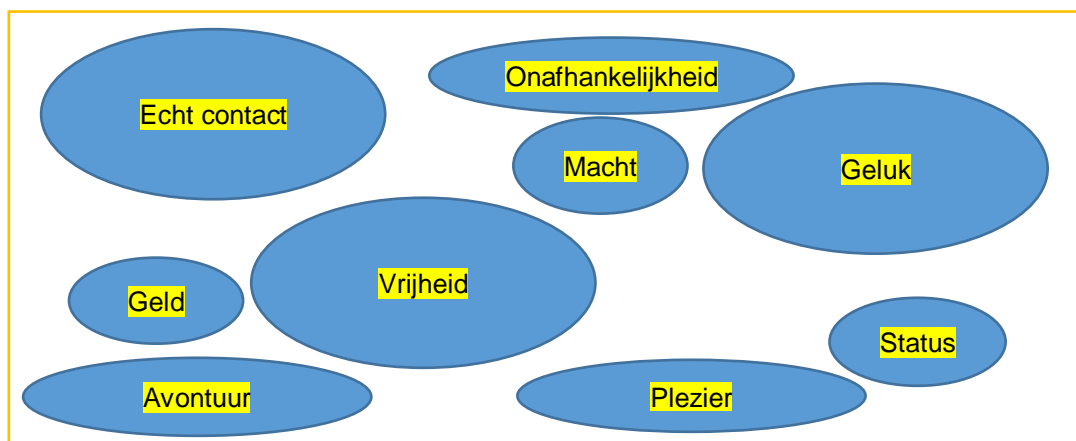 Onafhankelijkheid
Echt contact
Macht
Geluk
Vrijheid
Geld
Status
Avontuur
Plezier